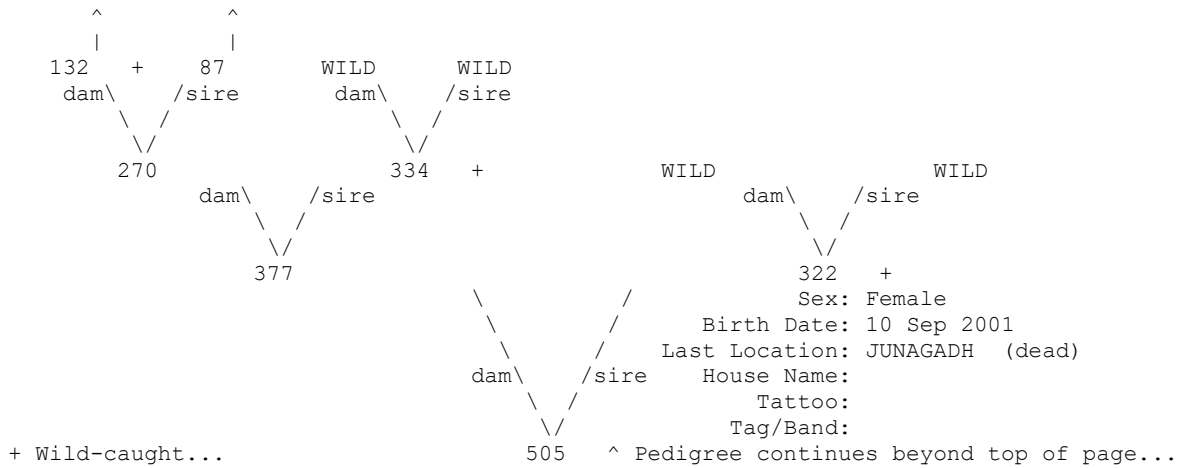 ^ ^
| |
132 + 87 WILD WILD
dam\ /sire dam\ /sire
\ / \ /
\/ \/
270 334 + WILD WILD
dam\ /sire dam\ /sire
\ / \ /
\/ \/
377 322 +
\ / Sex: Female
\ / Birth Date: 10 Sep 2001
\ / Last Location: JUNAGADH (dead)
dam\ /sire House Name:
\ / Tattoo:
\/ Tag/Band:
+ Wild-caught... 505 ^ Pedigree continues beyond top of page...